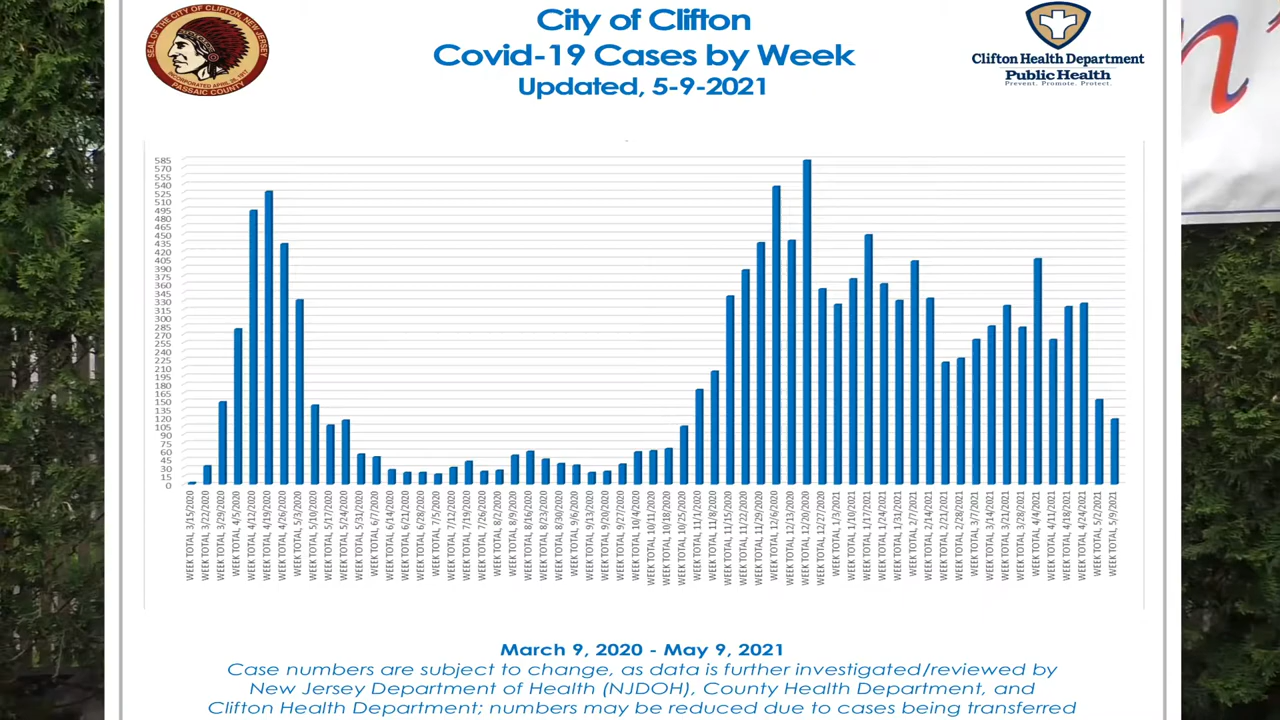 SEAL OF THE CITY OF CLIFTON, NEW JERSEY
INCORPORATED APRIL 26, 1917
PASSAIC COUNTY
City of Clifton
Covid-19 Cases by Week
Updated, 5-9-2021
Clifton Health Department
Public Health
Prevent. Promote. Protect.
585
570
555
540
525
510
495
480
465
450
435
420
405
390
375
360
345
330
315
300
285
270
255
240
225
210
195
180
165
150
135
120
105
90
75
60
45
30
15
0
WEEK TOTAL 3/15/2020
WEEK TOTAL 3/22/2020
WEEK TOTAL 3/29/2020
WEEK TOTAL 4/5/2020
WEEK TOTAL 4/12/2020
WEEK TOTAL 4/19/2020
WEEK TOTAL 4/26/2020
WEEK TOTAL 5/3/2020
WEEK TOTAL 5/10/2020
WEEK TOTAL 5/17/2020
WEEK TOTAL 5/24/2020
WEEK TOTAL 5/31/2020
WEEK TOTAL 6/7/2020
WEEK TOTAL 6/14/2020
WEEK TOTAL 6/21/2020
WEEK TOTAL 6/28/2020
WEEK TOTAL 7/5/2020
WEEK TOTAL 7/12/2020
WEEK TOTAL 7/19/2020
WEEK TOTAL 7/26/2020
WEEK TOTAL 8/2/2020
WEEK TOTAL 8/9/2020
WEEK TOTAL 8/16/2020
WEEK TOTAL 8/23/2020
WEEK TOTAL 8/30/2020
WEEK TOTAL 9/6/2020
WEEK TOTAL 9/13/2020
WEEK TOTAL 9/20/2020
WEEK TOTAL 9/27/2020
WEEK TOTAL 10/4/2020
WEEK TOTAL 10/11/2020
WEEK TOTAL 10/18/2020
WEEK TOTAL 10/25/2020
WEEK TOTAL 11/1/2020
WEEK TOTAL 11/8/2020
WEEK TOTAL 11/15/2020
WEEK TOTAL 11/22/2020
WEEK TOTAL 11/29/2020
WEEK TOTAL 12/6/2020
WEEK TOTAL 12/13/2020
WEEK TOTAL 12/20/2020
WEEK TOTAL 12/27/2020
WEEK TOTAL 1/3/2021
WEEK TOTAL 1/10/2021
WEEK TOTAL 1/17/2021
WEEK TOTAL 1/24/2021
WEEK TOTAL 1/31/2021
WEEK TOTAL 2/7/2021
WEEK TOTAL 2/14/2021
WEEK TOTAL 2/21/2021
WEEK TOTAL 2/28/2021
WEEK TOTAL 3/7/2021
WEEK TOTAL 3/14/2021
WEEK TOTAL 3/21/2021
WEEK TOTAL 3/28/2021
WEEK TOTAL 4/4/2021
WEEK TOTAL 4/11/2021
WEEK TOTAL 4/18/2021
WEEK TOTAL 4/24/2021
WEEK TOTAL 5/2/2021
WEEK TOTAL 5/9/2021
March 9, 2020 - May 9, 2021
Case numbers are subject to change, as data is further investigated/reviewed by
New Jersey Department of Health (NJDOH), County Health Department, and
Clifton Health Department; numbers may be reduced due to cases being transferred